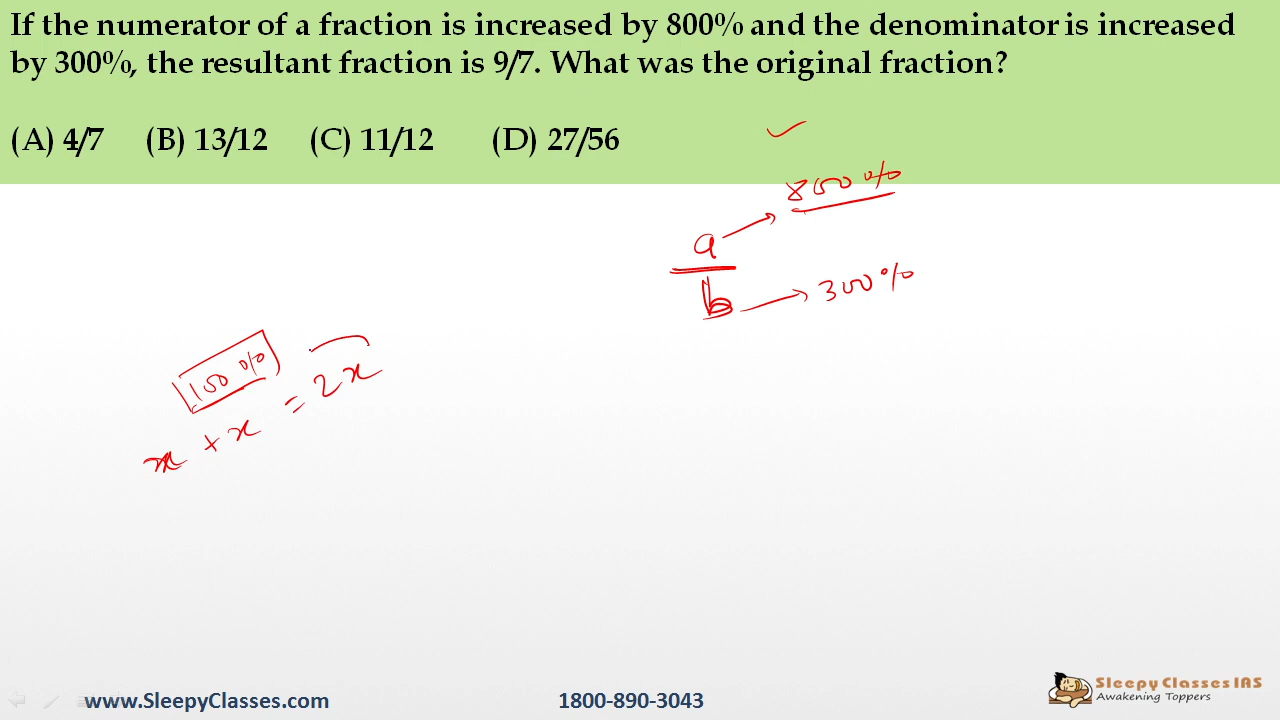 If the numerator of a fraction is increased by 800% and the denominator is increased
by 300%, the resultant fraction is 9/7. What was the original fraction?
(A) 4/7 (B) 13/12 (C) 11/12 (D) 27/56
800%
a
b
300%
100%
x + x = 2x
www.SleepyClasses.com 1800-890-3043
Sleepy Classes IAS
Awakening Toppers